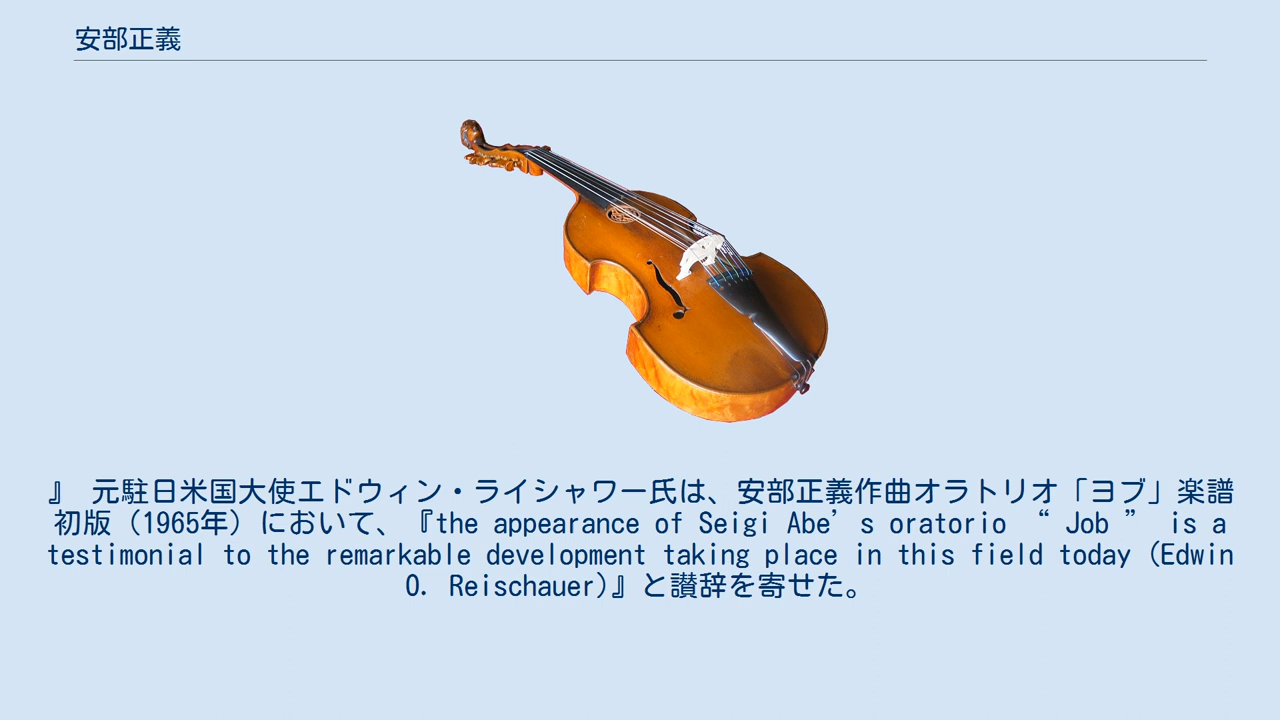 安部正義
』 元駐日米国大使エドウィン・ライシャワー氏は、安部正義作曲オラトリオ「ヨブ」楽譜
初版（1965年）において、『the appearance of Seigi Abe’s oratorio “ Job ” is a
testimonial to the remarkable development taking place in this field today (Edwin
O. Reischauer)』と讃辞を寄せた。